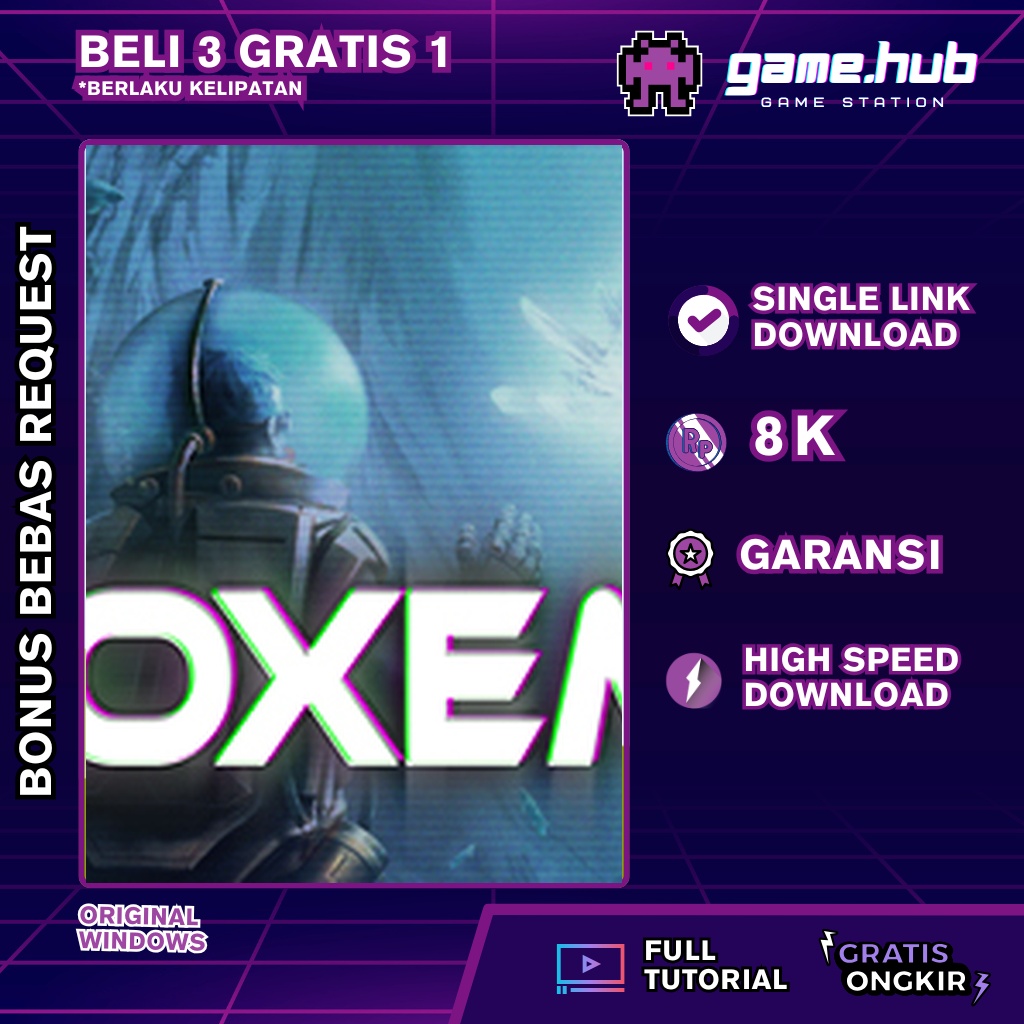 BELI 3 GRATIS 1
*BERLAKU KELIPATAN
game.hub
GAME STATION
BONUS BEBAS REQUEST
SINGLE LINK
DOWNLOAD
Rp
8K
GARANSI
HIGH SPEED
DOWNLOAD
OXE
ORIGINAL
WINDOWS
FULL
TUTORIAL
GRATIS
ONGKIR